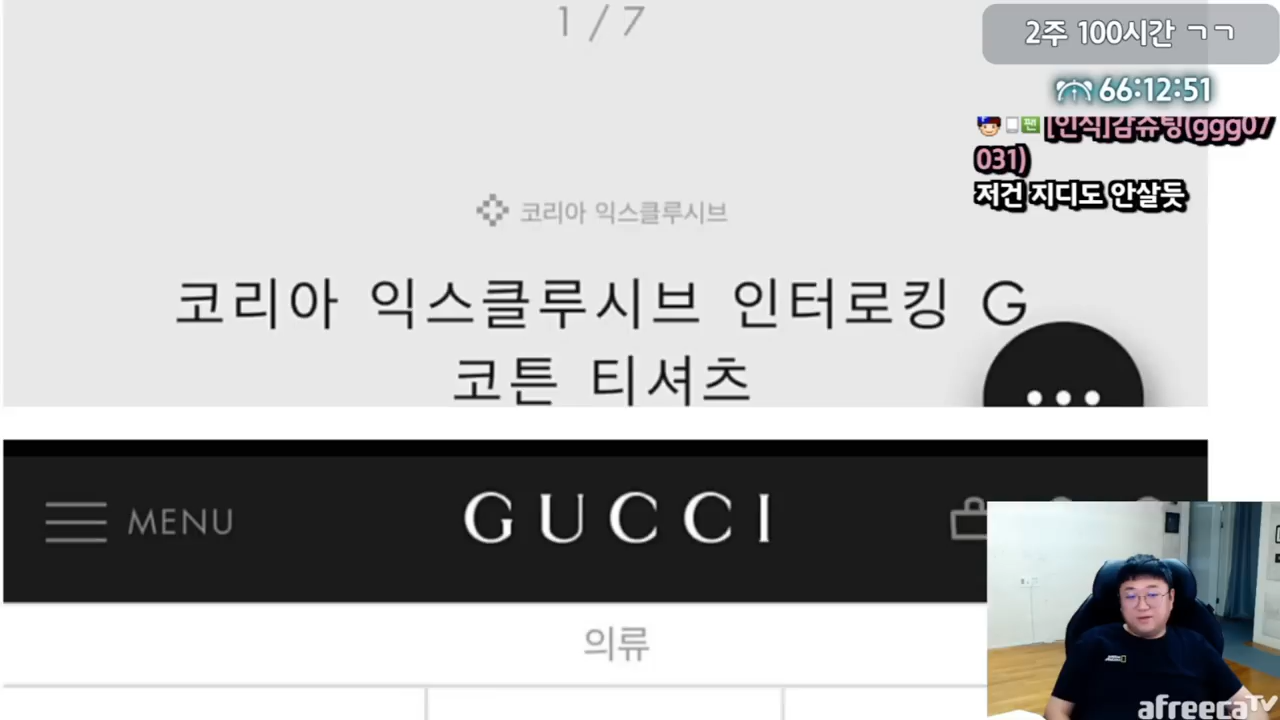 1 / 7
2주 100시간 ㄱㄱ
66:12:51
팬 [인식]감슈팅(ggg07
031)
저건 지디도 안살듯
코리아 익스클루시브
코리아 익스클루시브 인터로킹 G
코튼 티셔츠
MENU
GUCCI
의류
afreecaTV